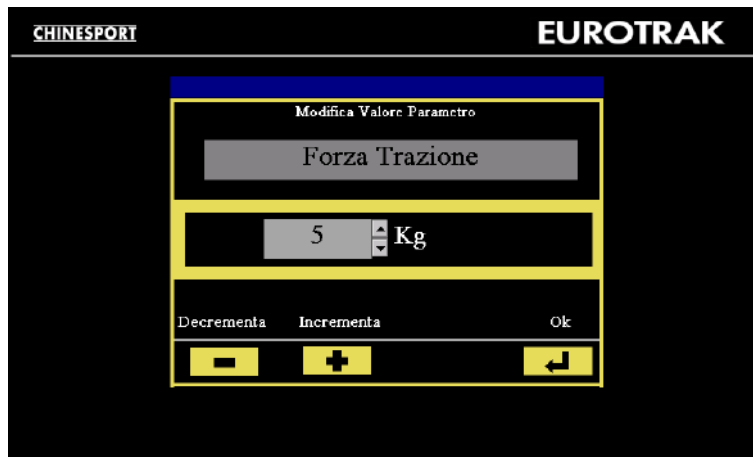 CHINESPORT
EUROTRAK
Modifica Valore Parametro
Forza Trazione
5 Kg
Decrementa Incrementa Ok